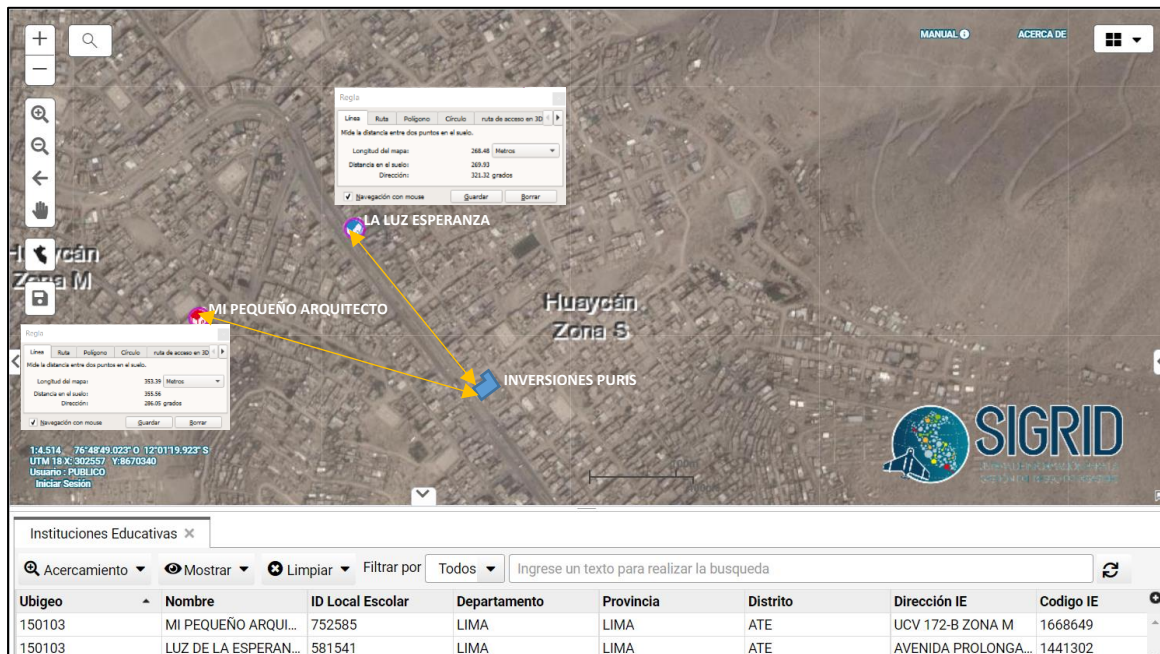 MANUAL
ACERCA DE
Regla
Línea Ruta Polígono Círculo ruta de acceso en 3D
Mide la distancia entre dos puntos en el suelo.
Longitud del mapa: 268.48 Metros
Distancia en el suelo: 269.93
Dirección: 321.32 grados
Navegación con mouse Guardar Borrar
LA LUZ ESPERANZA
Huaycán
Zona M
MI PEQUEÑO ARQUITECTO
Huaycán
Zona S
Regla
Línea Ruta Polígono Círculo ruta de acceso en 3D
Mide la distancia entre dos puntos en el suelo.
Longitud del mapa: 353.39 Metros
Distancia en el suelo: 355.56
Dirección: 286.05 grados
Navegación con mouse Guardar Borrar
INVERSIONES PURIS
SIGRID
1:4.514 76°48'49.023" O 12°01'19.923" S
UTM 18 X: 302557 Y:8670340
Usuario : PUBLICO
Iniciar Sesión
Instituciones Educativas
Acercamiento Mostrar Limpiar Filtrar por Todos Ingrese un texto para realizar la busqueda
Ubigeo Nombre ID Local Escolar Departamento Provincia Distrito Dirección IE Codigo IE
150103 MI PEQUEÑO ARQUI... 752585 LIMA LIMA ATE UCV 172-B ZONA M 1668649
150103 LUZ DE LA ESPERAN... 581541 LIMA LIMA ATE AVENIDA PROLONGA... 1441302